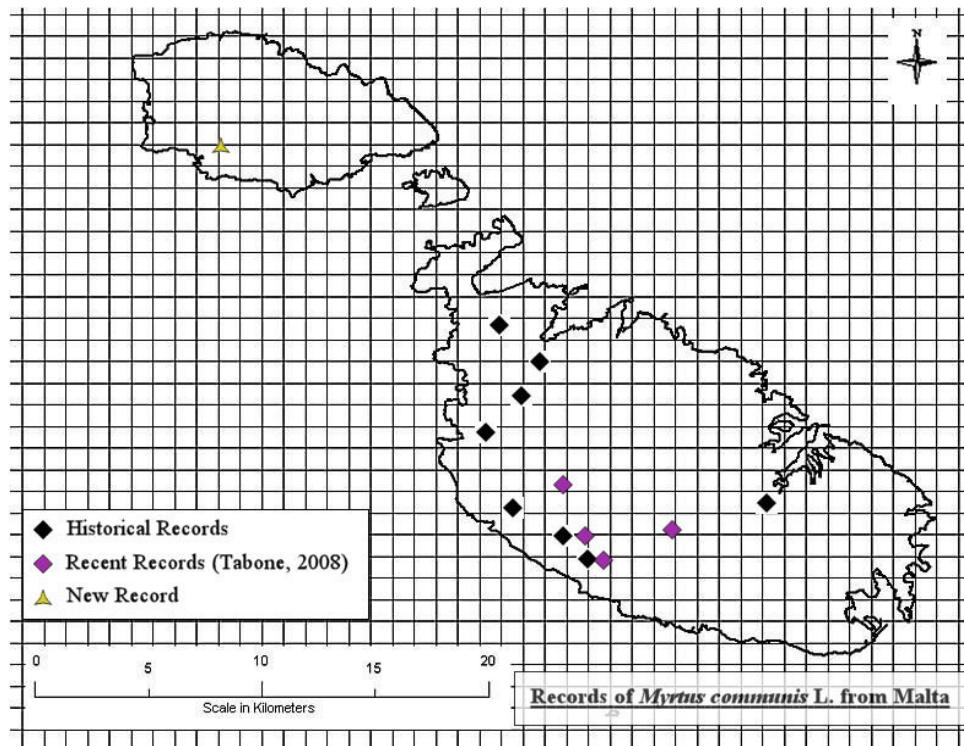 N
Historical Records
Recent Records (Tabone, 2008)
New Record
0 5 10 15 20
Scale in Kilometers
Records of Myrtus communis L. from Malta